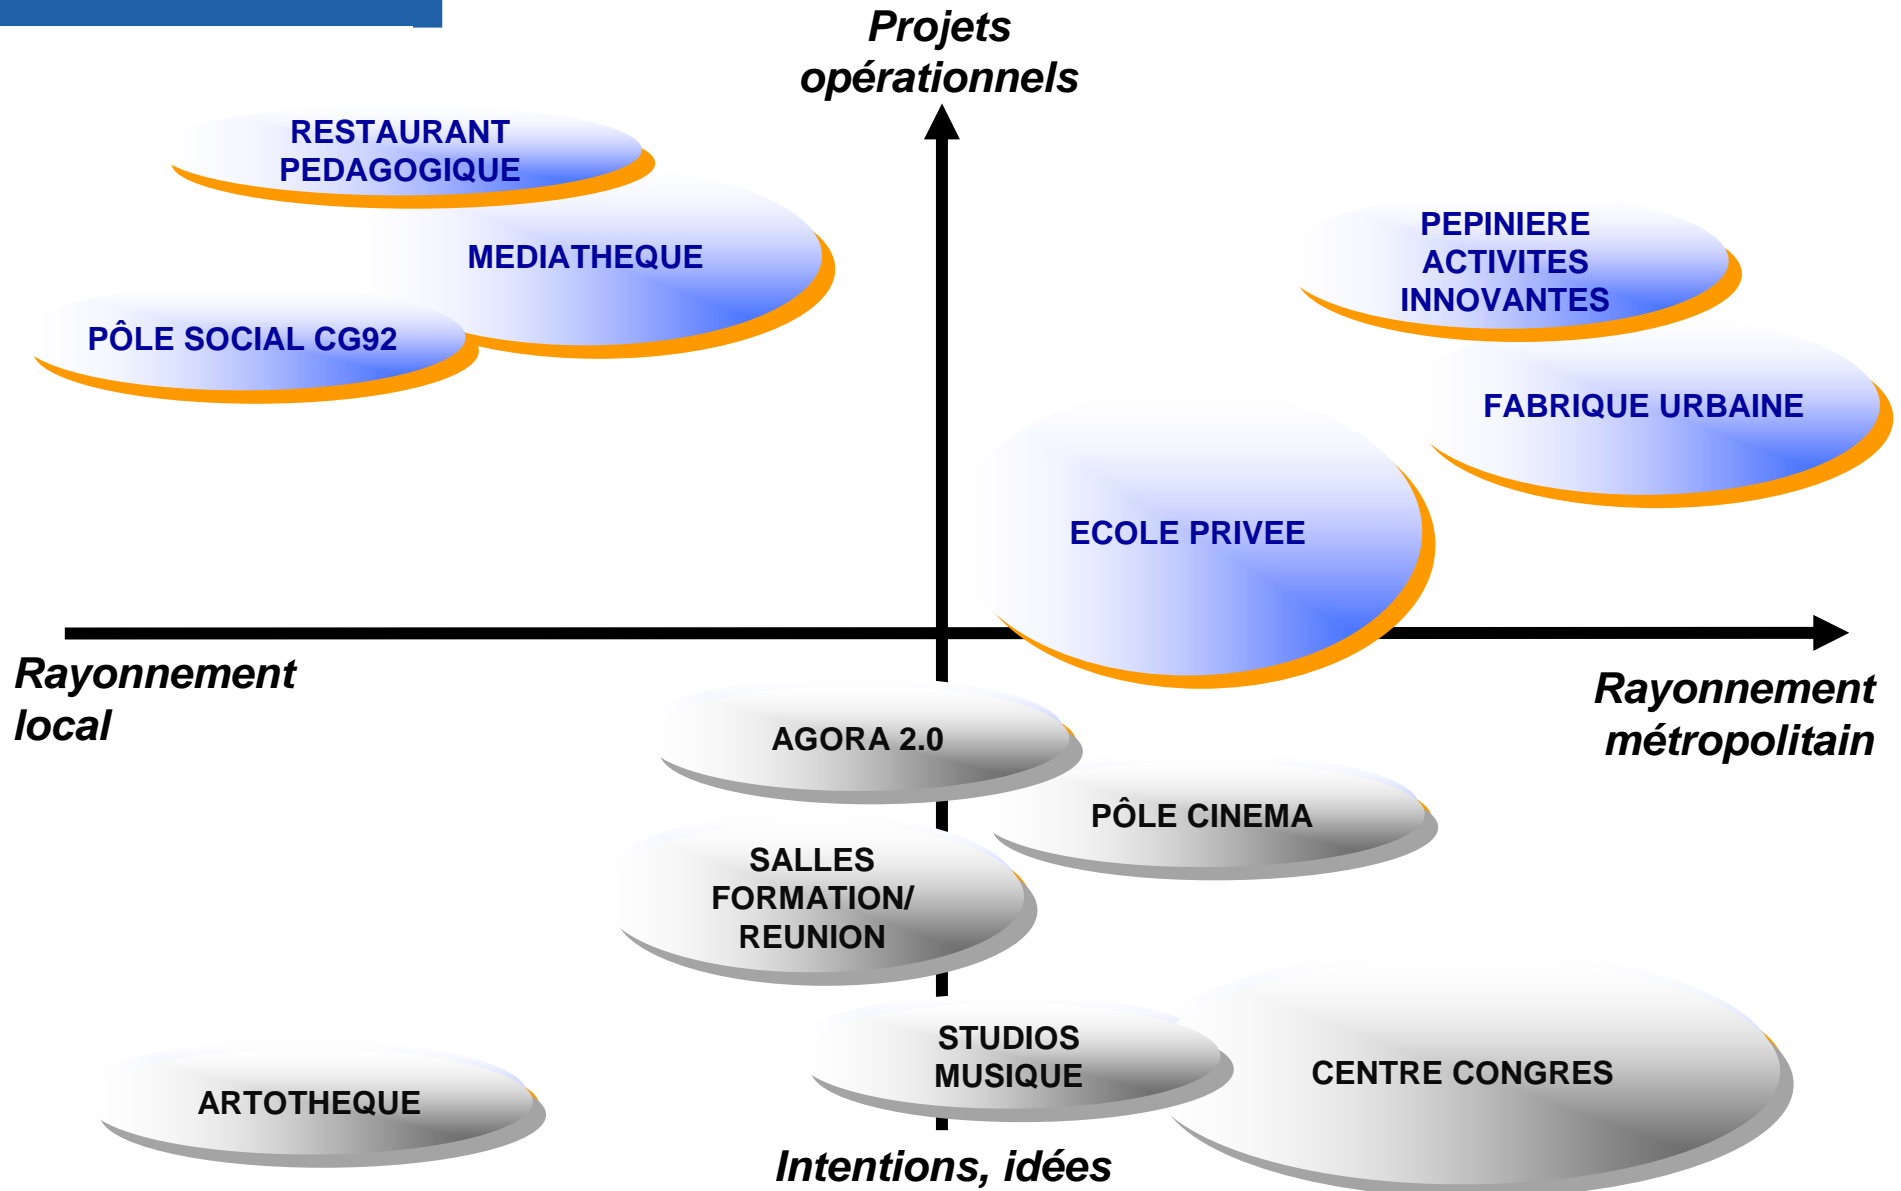 Projets
opérationnels
RESTAURANT
PEDAGOGIQUE
MEDIATHEQUE
PÔLE SOCIAL CG92
PEPINIERE
ACTIVITES
INNOVANTES
FABRIQUE URBAINE
ECOLE PRIVEE
Rayonnement
local
Rayonnement
métropolitain
AGORA 2.0
PÔLE CINEMA
SALLES
FORMATION/
REUNION
STUDIOS
MUSIQUE
CENTRE CONGRES
ARTOTHEQUE
Intentions, idées